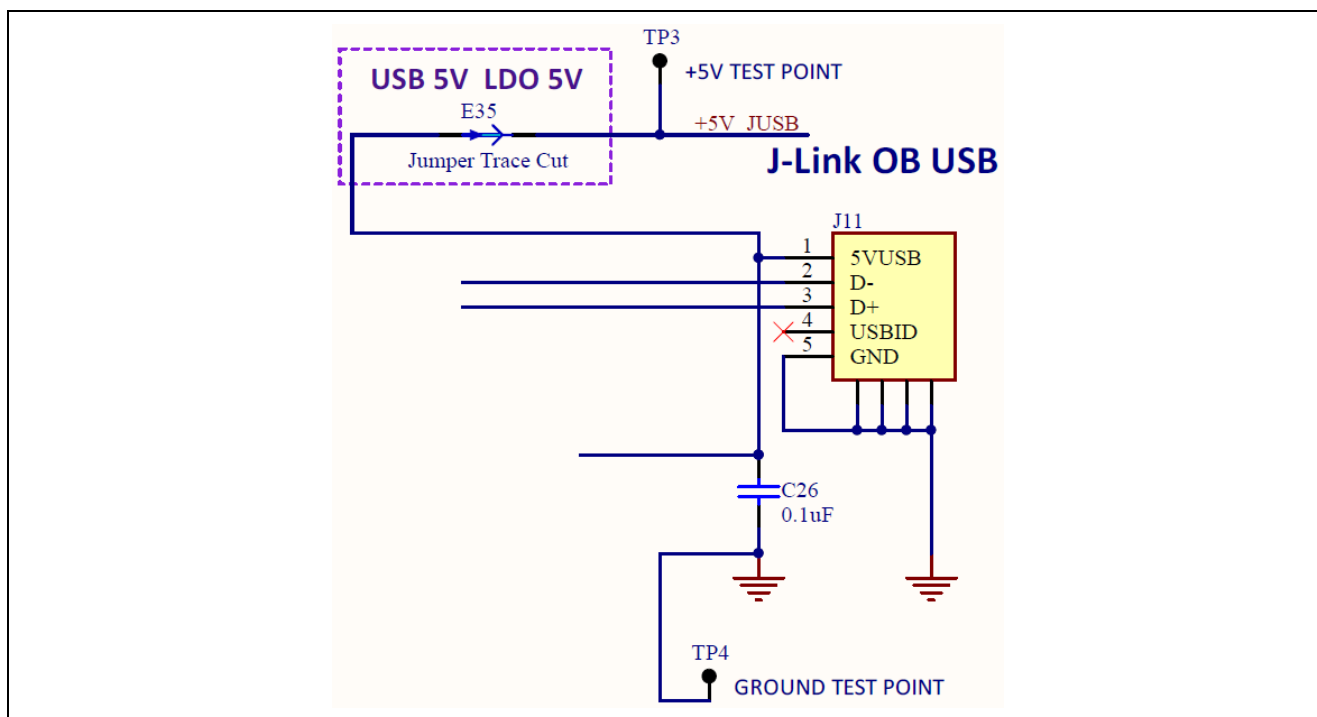 TP3
+5V TEST POINT
USB 5V LDO 5V
E35
Jumper Trace Cut
+5V_JUSB
J-Link OB USB
J11
1 5VUSB
2 D-
3 D+
4 USBID
5 GND
C26
0.1uF
TP4
GROUND TEST POINT